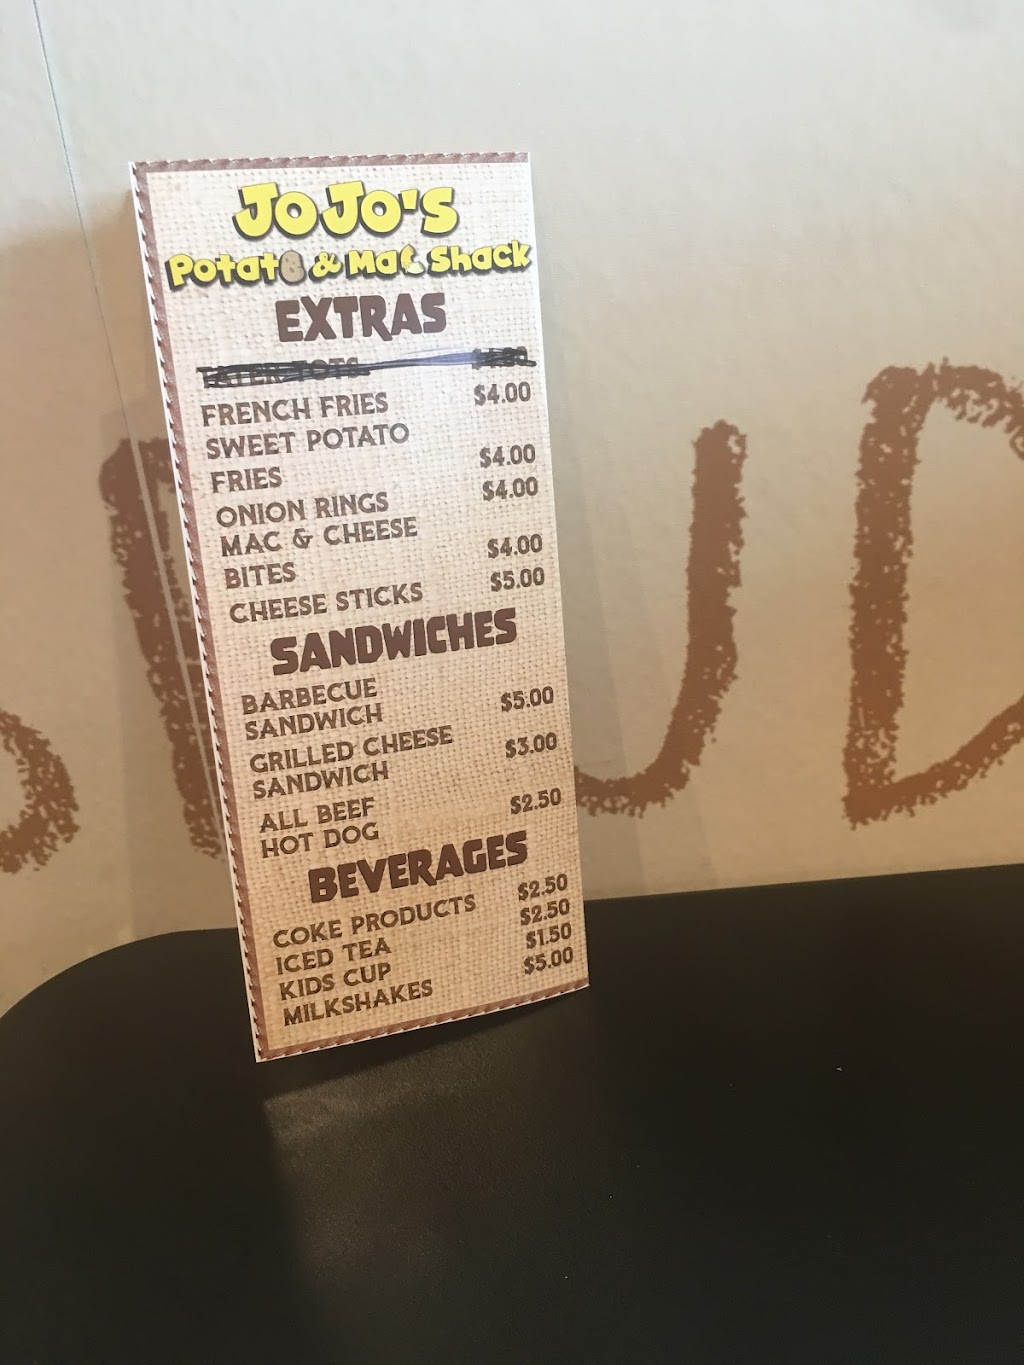 JOJO'S
Potato & Mac Shack
EXTRAS
TATER TOTS
FRENCH FRIES $4.00
SWEET POTATO
FRIES $4.00
ONION RINGS $4.00
MAC & CHEESE
BITES $4.00
CHEESE STICKS $5.00
SANDWICHES
BARBECUE
SANDWICH $5.00
GRILLED CHEESE
SANDWICH $3.00
ALL BEEF
HOT DOG $2.50
BEVERAGES
COKE PRODUCTS $2.50
ICED TEA $2.50
KIDS CUP $1.50
MILKSHAKES $5.00